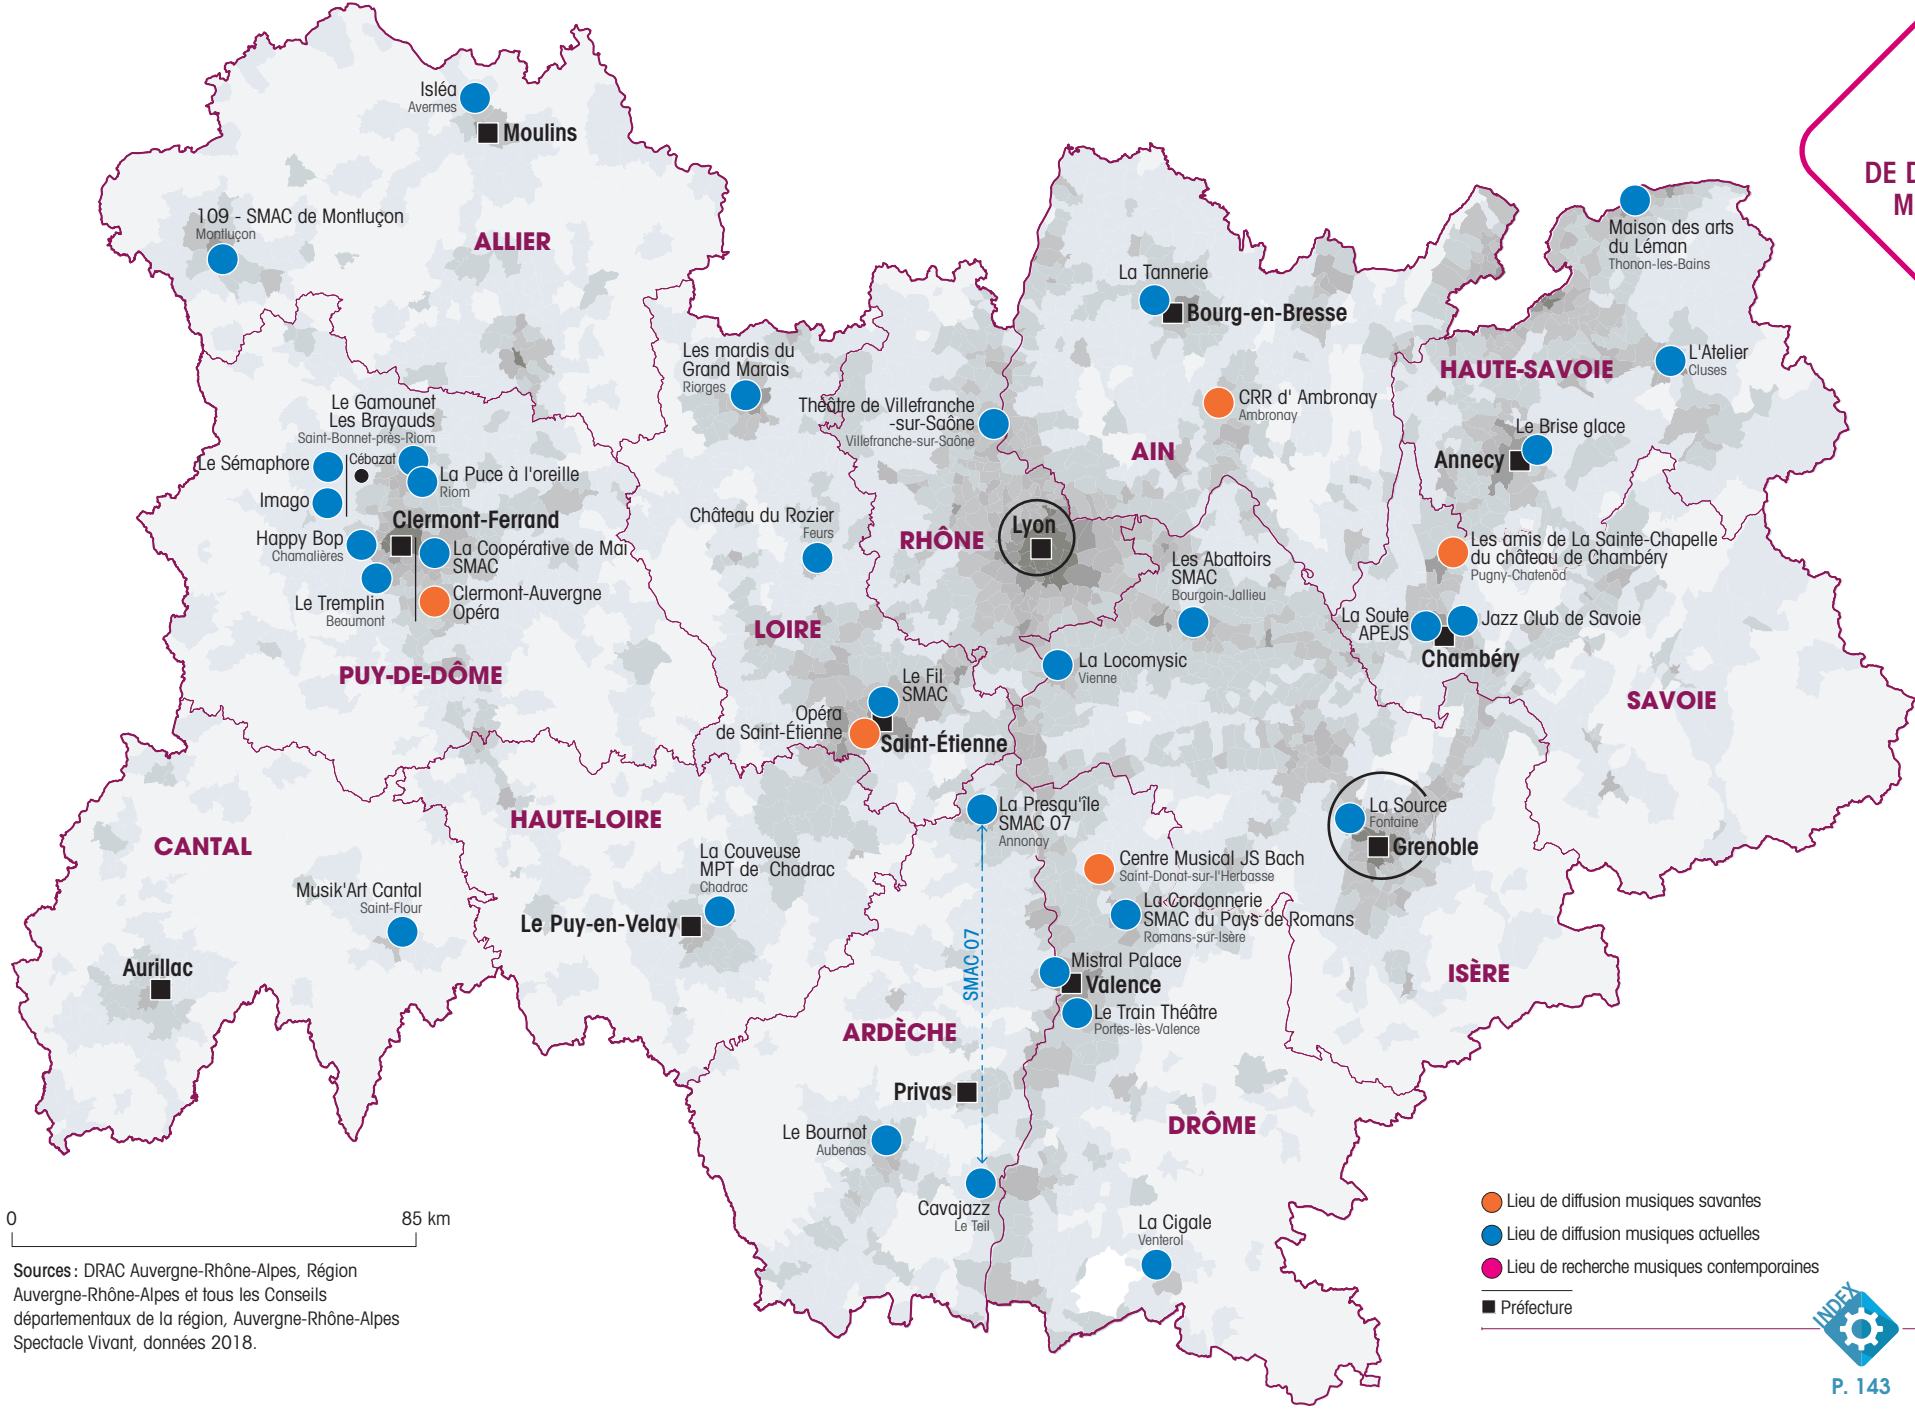 Isléa
Avermes
Moulins
109 - SMAC de Montluçon
Montluçon
ALLIER
DE D
M
Maison des arts
du Léman
Thonon-les-Bains
La Tannerie
Bourg-en-Bresse
L'Atelier
Cluses
HAUTE-SAVOIE
Les mardis du
Grand Marais
Riorges
CRR d' Ambronay
Ambronay
Théâtre de Villefranche
-sur-Saône
Villefranche-sur-Saône
AIN
Le Brise glace
Annecy
Le Gamounet
Les Brayauds
Saint-Bonnet-près-Riom
Le Sémaphore
Cébazat
La Puce à l'oreille
Riom
Imago
Clermont-Ferrand
Happy Bop
Chamalières
La Coopérative de Mai
SMAC
Le Tremplin
Beaumont
Clermont-Auvergne
Opéra
PUY-DE-DÔME
Château du Rozier
Feurs
RHÔNE
Lyon
Les Abattoirs
SMAC
Bourgoin-Jallieu
Les amis de La Sainte-Chapelle
du château de Chambéry
Pugny-Chatenôd
La Soute
APEJS
Jazz Club de Savoie
Chambéry
LOIRE
La Locomysic
Vienne
SAVOIE
Le Fil
SMAC
Opéra
de Saint-Étienne
Saint-Étienne
La Presqu'île
SMAC 07
Annonay
La Source
Fontaine
Grenoble
HAUTE-LOIRE
CANTAL
La Couveuse
MPT de Chadrac
Chadrac
Centre Musical JS Bach
Saint-Donat-sur-l'Herbasse
Musik'Art Cantal
Saint-Flour
Le Puy-en-Velay
La Cordonnerie
SMAC du Pays de Romans
Romans-sur-Isère
SMAC 07
Aurillac
Mistral Palace
Valence
ISÈRE
Le Train Théâtre
Portes-lès-Valence
ARDÈCHE
Privas
DRÔME
Le Bournot
Aubenas
Cavajazz
Le Teil
La Cigale
Venterol
0
85 km
Sources : DRAC Auvergne-Rhône-Alpes, Région
Auvergne-Rhône-Alpes et tous les Conseils
départementaux de la région, Auvergne-Rhône-Alpes
Spectacle Vivant, données 2018.
Lieu de diffusion musiques savantes
Lieu de diffusion musiques actuelles
Lieu de recherche musiques contemporaines
Préfecture
INDEX
P. 143